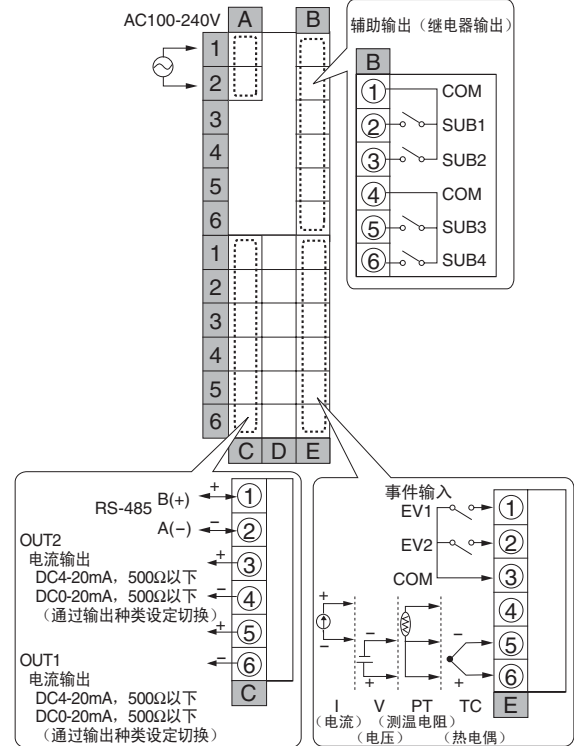 AC100-240V A B
1
2
3
4
5
6
1
2
3
4
5
6
C D E
辅助输出（继电器输出）
B
① COM
② SUB1
③ SUB2
④ COM
⑤ SUB3
⑥ SUB4
RS-485 B(+) + ①
A(−) − ②
OUT2
电流输出 + ③
DC4-20mA，500Ω以下
DC0-20mA，500Ω以下 − ④
（通过输出种类设定切换）
+ ⑤
OUT1 − ⑥
电流输出 C
DC4-20mA，500Ω以下
DC0-20mA，500Ω以下
（通过输出种类设定切换）
事件输入
EV1 ①
EV2 ②
COM ③
④
+ − − ⑤
− + + ⑥
I V PT TC E
（电流） （测温电阻）
（电压） （热电偶）